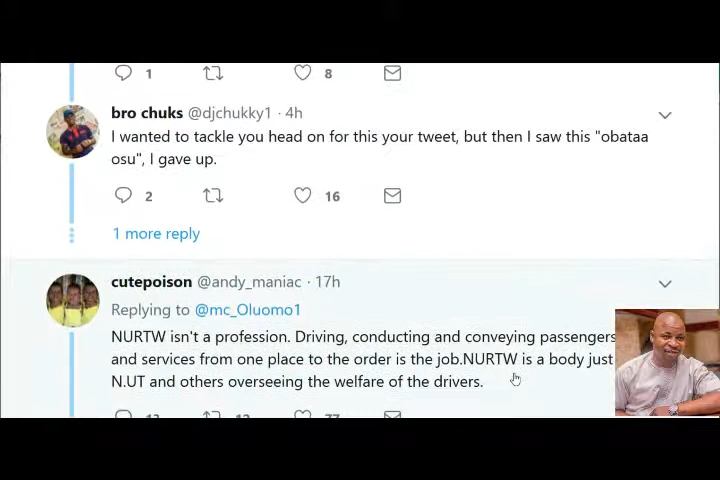 1 8
bro chuks @djchukky1 · 4h
I wanted to tackle you head on for this your tweet, but then I saw this "obataa
osu", I gave up.
2 16
1 more reply
cutepoison @andy_maniac · 17h
Replying to @mc_Oluomo1
NURTW isn't a profession. Driving, conducting and conveying passengers
and services from one place to the order is the job.NURTW is a body just
N.UT and others overseeing the welfare of the drivers.